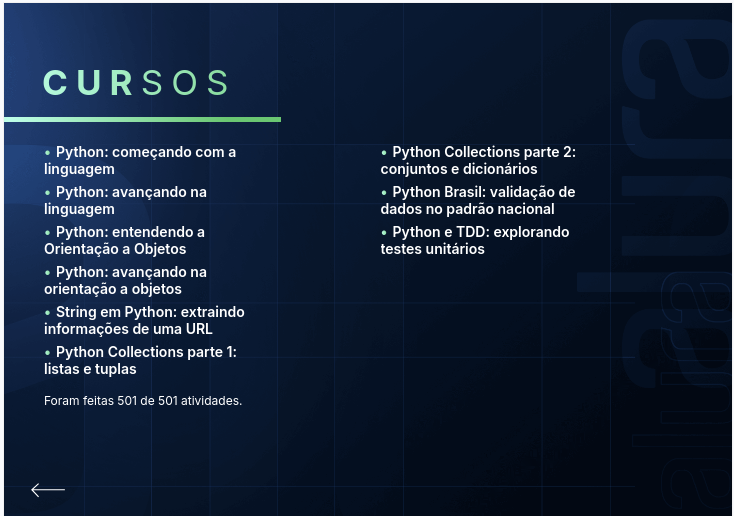 CURSOS
• Python: começando com a
linguagem
• Python: avançando na
linguagem
• Python: entendendo a
Orientação a Objetos
• Python: avançando na
orientação a objetos
• String em Python: extraindo
informações de uma URL
• Python Collections parte 1:
listas e tuplas
Foram feitas 501 de 501 atividades.
• Python Collections parte 2:
conjuntos e dicionários
• Python Brasil: validação de
dados no padrão nacional
• Python e TDD: explorando
testes unitários
alura
alura